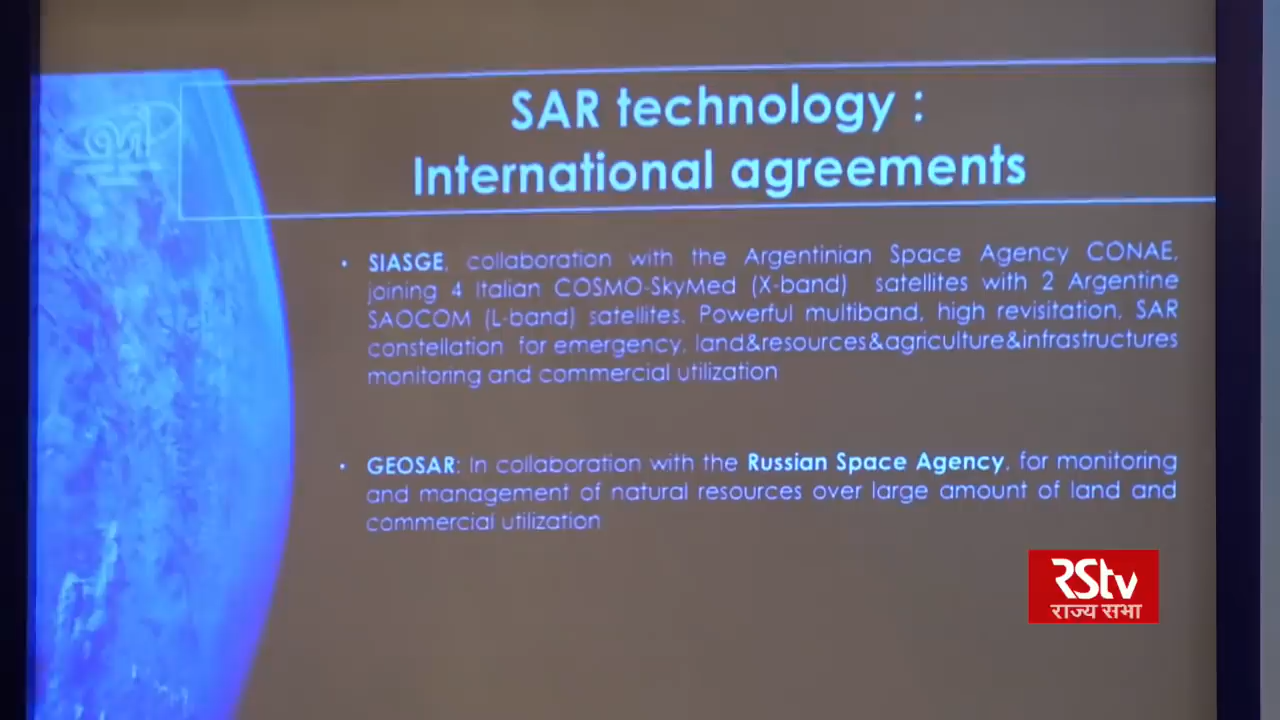 SAR technology :
International agreements
• SIASGE, collaboration with the Argentinian Space Agency CONAE,
joining 4 Italian COSMO-SkyMed (X-band) satellites with 2 Argentine
SAOCOM (L-band) satellites. Powerful multiband, high revisitation, SAR
constellation for emergency, land&resources&agriculture&infrastructures
monitoring and commercial utilization
• GEOSAR: In collaboration with the Russian Space Agency, for monitoring
and management of natural resources over large amount of land and
commercial utilization
RStv
राज्य सभा